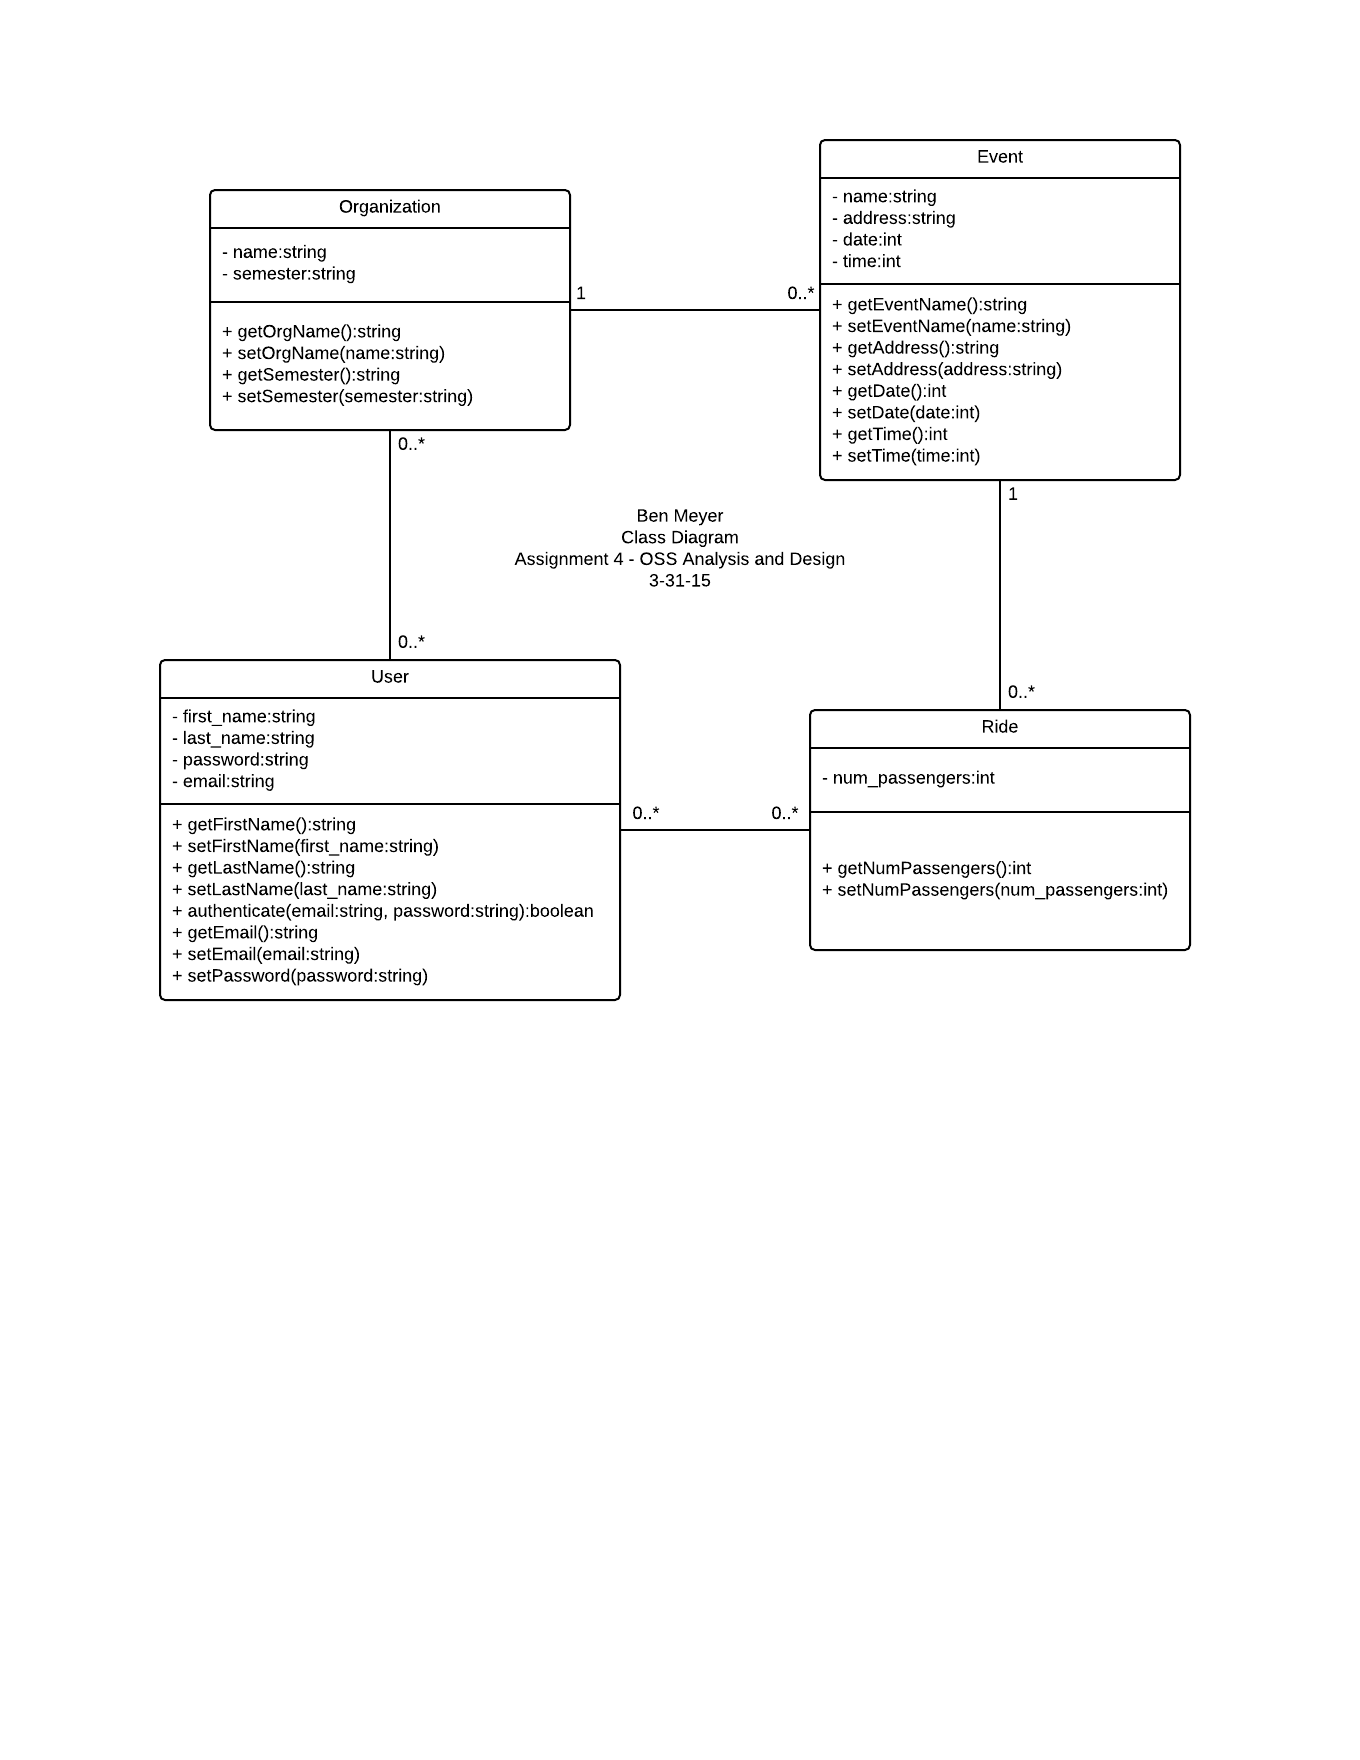 Organization
- name:string
- semester:string
+ getOrgName():string
+ setOrgName(name:string)
+ getSemester():string
+ setSemester(semester:string)
1
0..*
Event
- name:string
- address:string
- date:int
- time:int
+ getEventName():string
+ setEventName(name:string)
+ getAddress():string
+ setAddress(address:string)
+ getDate():int
+ setDate(date:int)
+ getTime():int
+ setTime(time:int)
0..*
1
Ben Meyer
Class Diagram
Assignment 4 - OSS Analysis and Design
3-31-15
0..*
0..*
User
- first_name:string
- last_name:string
- password:string
- email:string
+ getFirstName():string
+ setFirstName(first_name:string)
+ getLastName():string
+ setLastName(last_name:string)
+ authenticate(email:string, password:string):boolean
+ getEmail():string
+ setEmail(email:string)
+ setPassword(password:string)
0..*
0..*
Ride
- num_passengers:int
+ getNumPassengers():int
+ setNumPassengers(num_passengers:int)